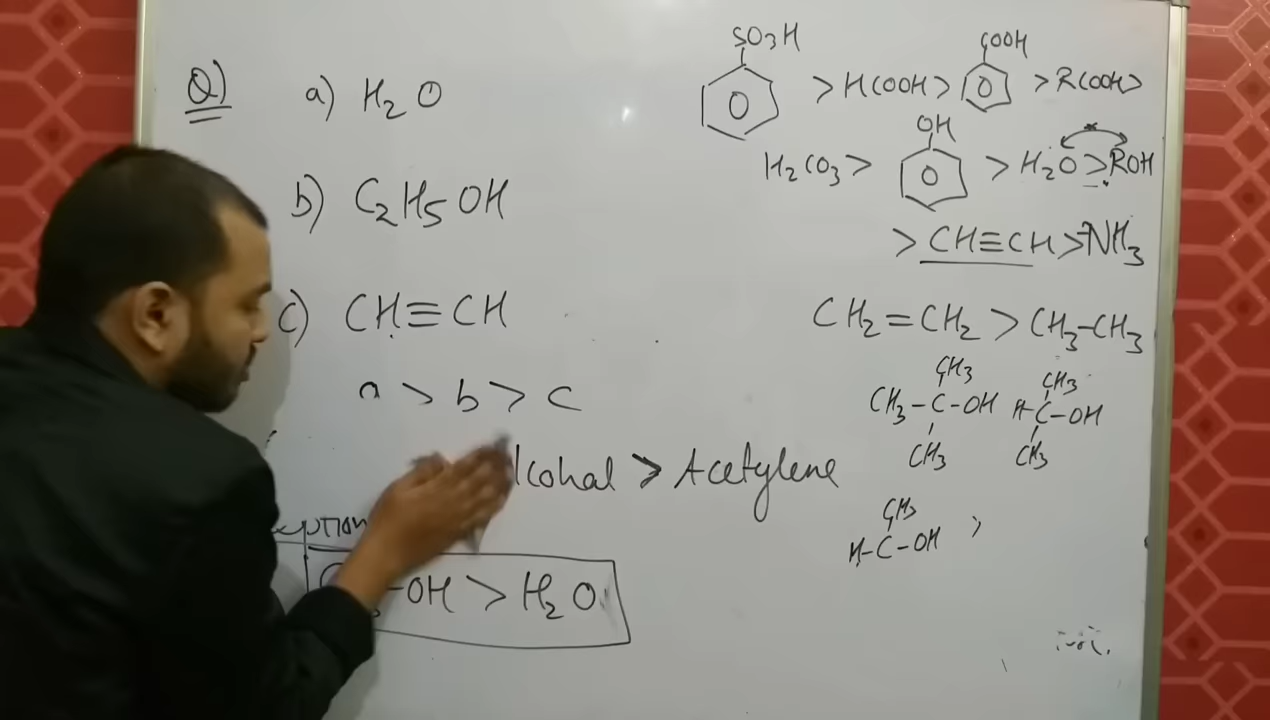 Q)
a) H₂O
b) C₂H₅OH
c) CH≡CH
a > b > c
lcohal > Acetylene
eption
-OH > H₂O
SO₃H
> HCOOH >
COOH
> RCOOH >
H₂CO₃ >
OH
> H₂O > ROH
> CH≡CH > NH₃
CH₂=CH₂ > CH₃-CH₃
CH₃
CH₃-C-OH
CH₃
CH₃
H-C-OH
CH₃
CH₃
H-C-OH >